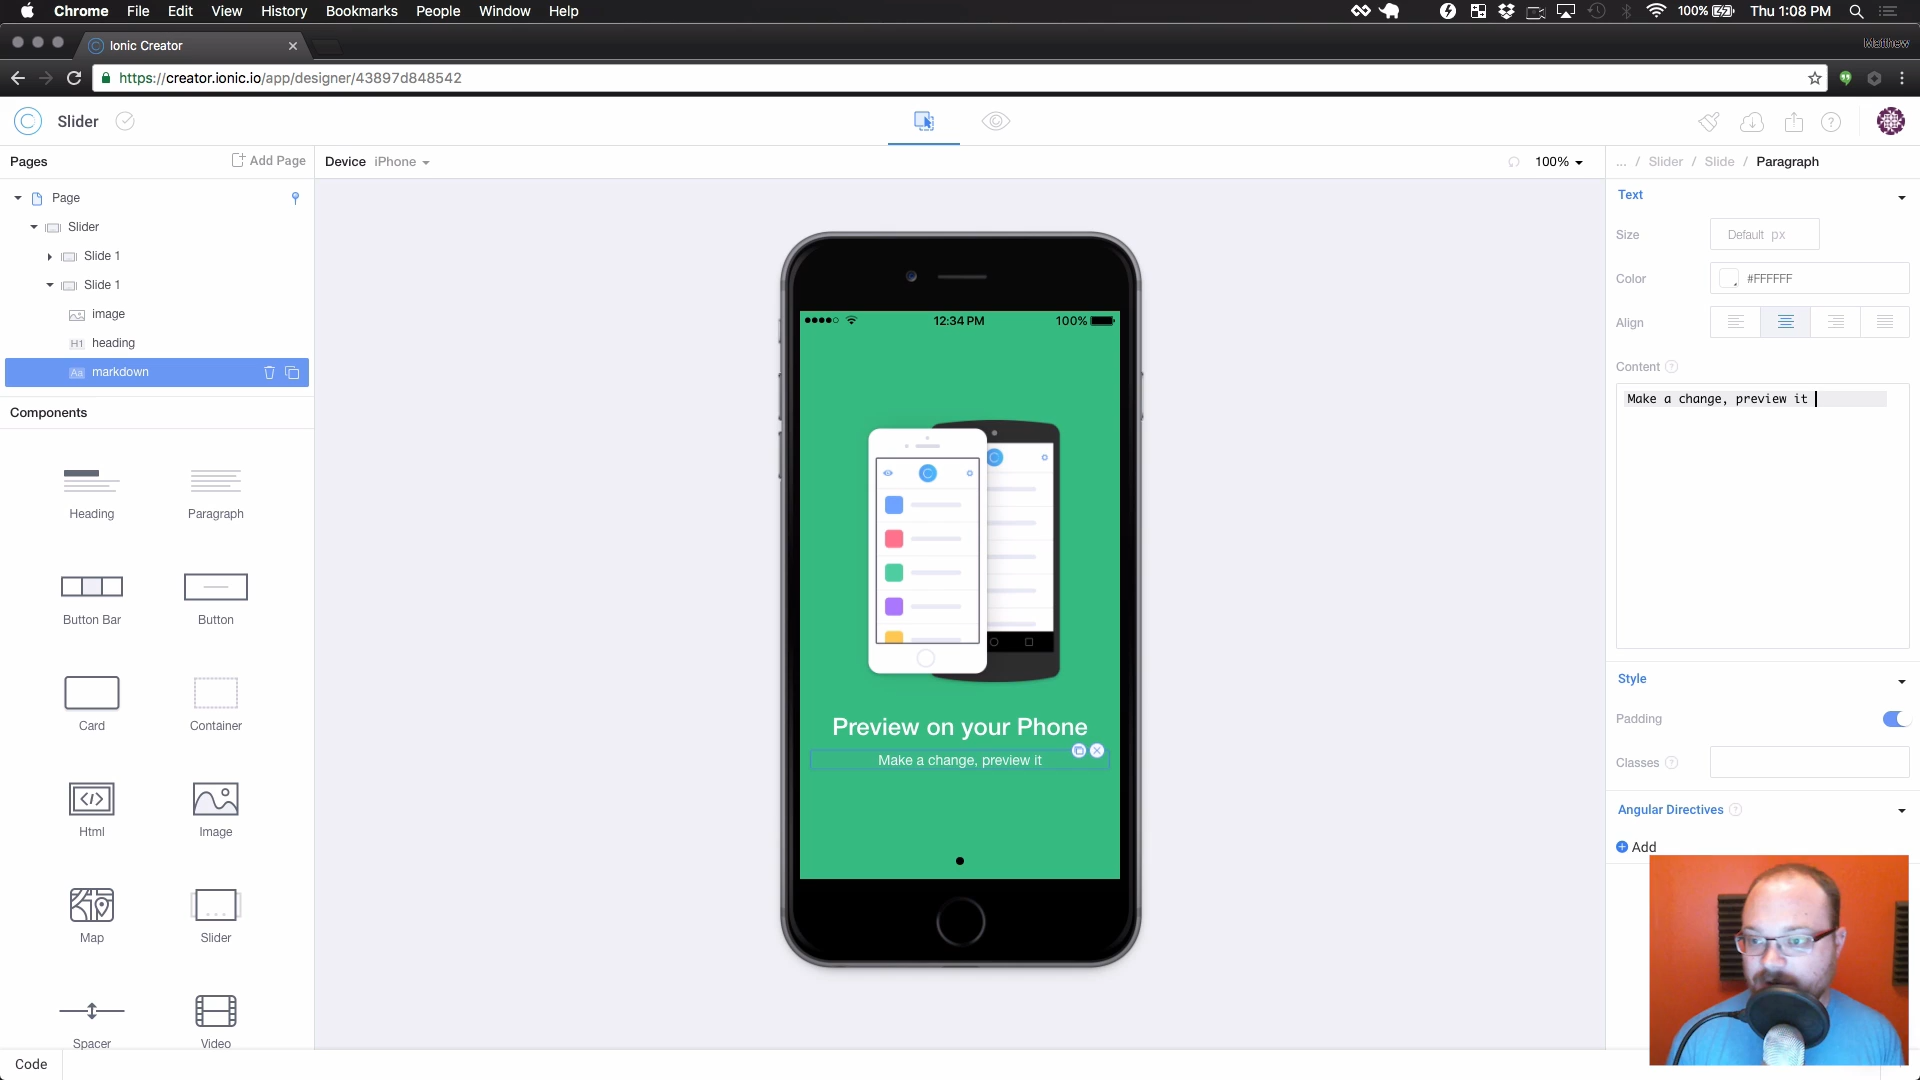 Chrome File Edit View History Bookmarks People Window Help 100% Thu 1:08 PM
Ionic Creator
Matthew
https://creator.ionic.io/app/designer/43897d848542
Slider
Pages Add Page
Device iPhone 100%
... / Slider / Slide / Paragraph
Page
Slider
Slide 1
Slide 1
image
H1 heading
Aa markdown
Components
Heading
Paragraph
Button Bar
Button
Card
Container
Html
Image
Map
Slider
Spacer
Video
Code
12:34 PM 100%
Preview on your Phone
Make a change, preview it
Text
Size Default px
Color #FFFFFF
Align
Content ?
Make a change, preview it
Style
Padding
Classes ?
Angular Directives ?
Add